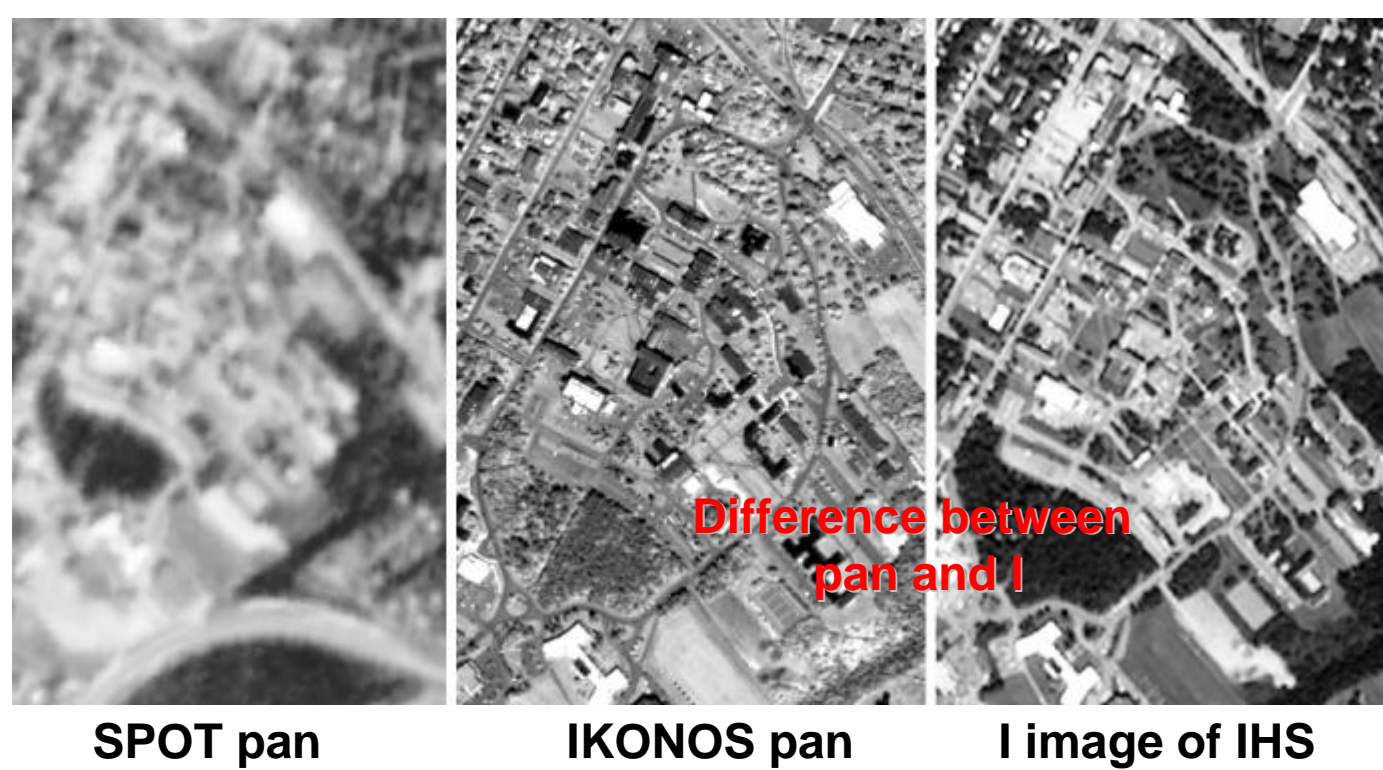 Difference between
pan and I
SPOT pan
IKONOS pan
I image of IHS